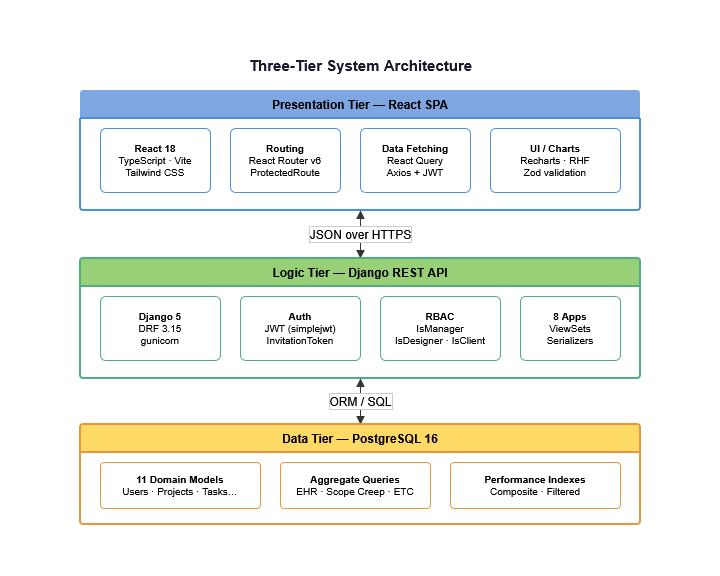 Three-Tier System Architecture
Presentation Tier — React SPA
React 18
TypeScript · Vite
Tailwind CSS
Routing
React Router v6
ProtectedRoute
Data Fetching
React Query
Axios + JWT
UI / Charts
Recharts · RHF
Zod validation
JSON over HTTPS
Logic Tier — Django REST API
Django 5
DRF 3.15
gunicorn
Auth
JWT (simplejwt)
InvitationToken
RBAC
IsManager
IsDesigner · IsClient
8 Apps
ViewSets
Serializers
ORM / SQL
Data Tier — PostgreSQL 16
11 Domain Models
Users · Projects · Tasks...
Aggregate Queries
EHR · Scope Creep · ETC
Performance Indexes
Composite · Filtered